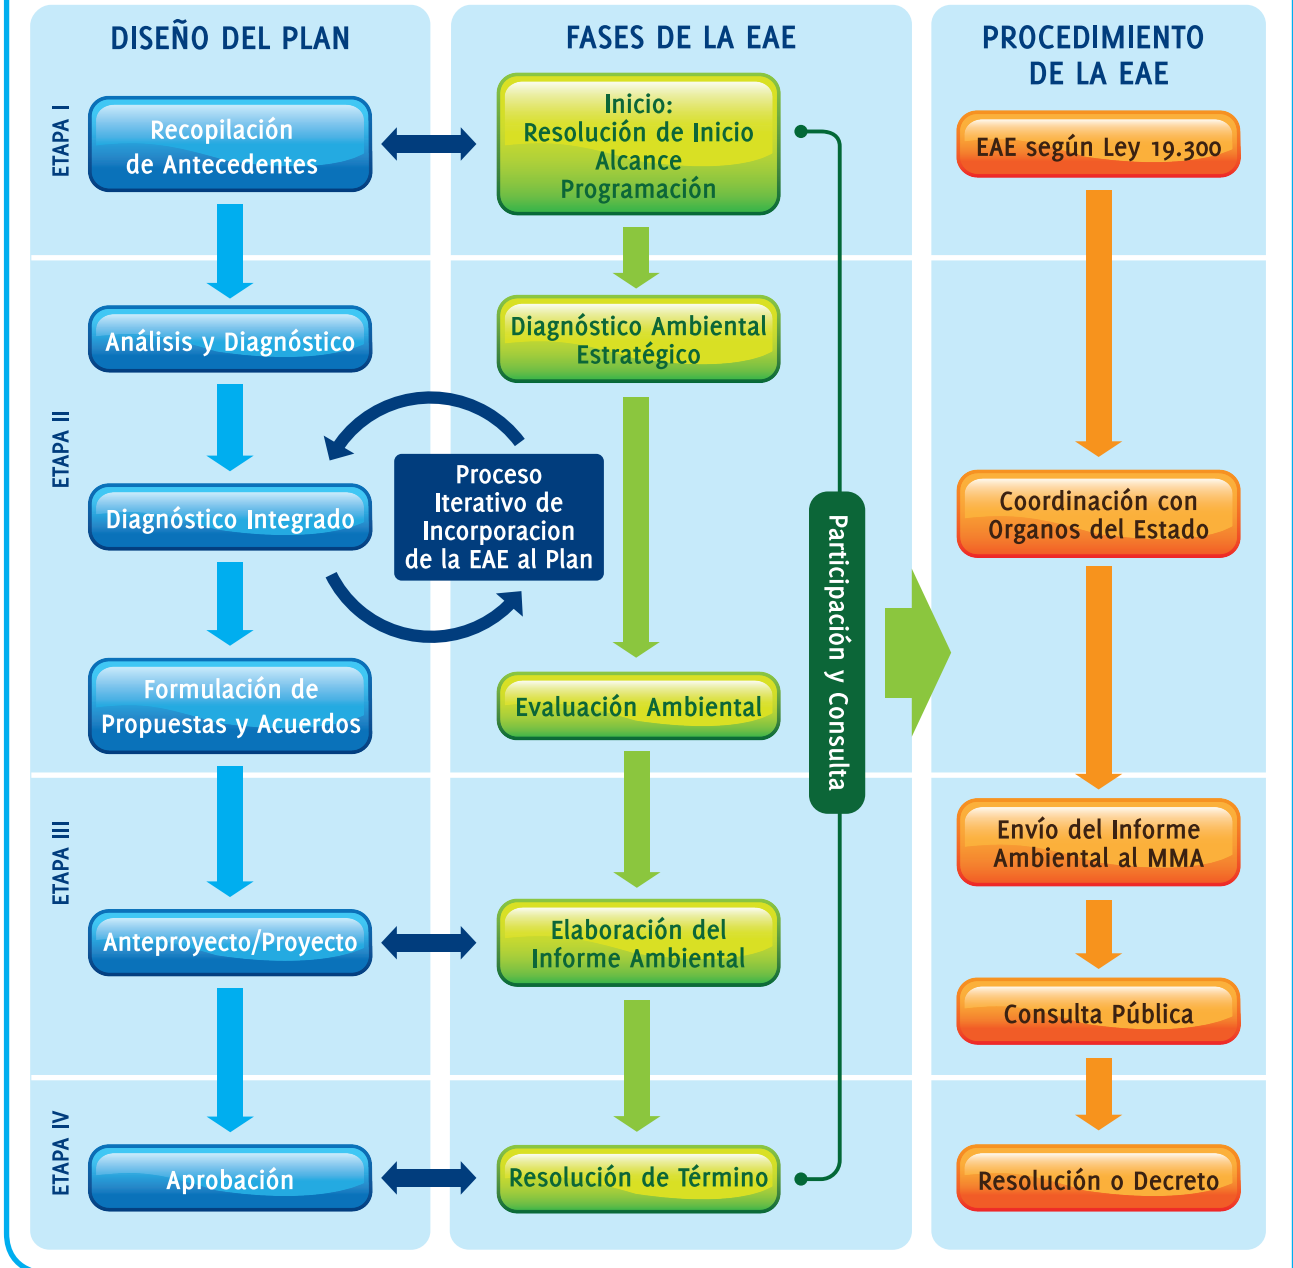 DISEÑO DEL PLAN
FASES DE LA EAE
PROCEDIMIENTO
DE LA EAE
ETAPA I
Recopilación
de Antecedentes
Inicio:
Resolución de Inicio
Alcance
Programación
EAE según Ley 19.300
ETAPA II
Análisis y Diagnóstico
Diagnóstico Ambiental
Estratégico
Diagnóstico Integrado
Proceso
Iterativo de
Incorporacion
de la EAE al Plan
Participación y Consulta
Coordinación con
Organos del Estado
Formulación de
Propuestas y Acuerdos
Evaluación Ambiental
ETAPA III
Envío del Informe
Ambiental al MMA
Anteproyecto/Proyecto
Elaboración del
Informe Ambiental
Consulta Pública
ETAPA IV
Aprobación
Resolución de Término
Resolución o Decreto